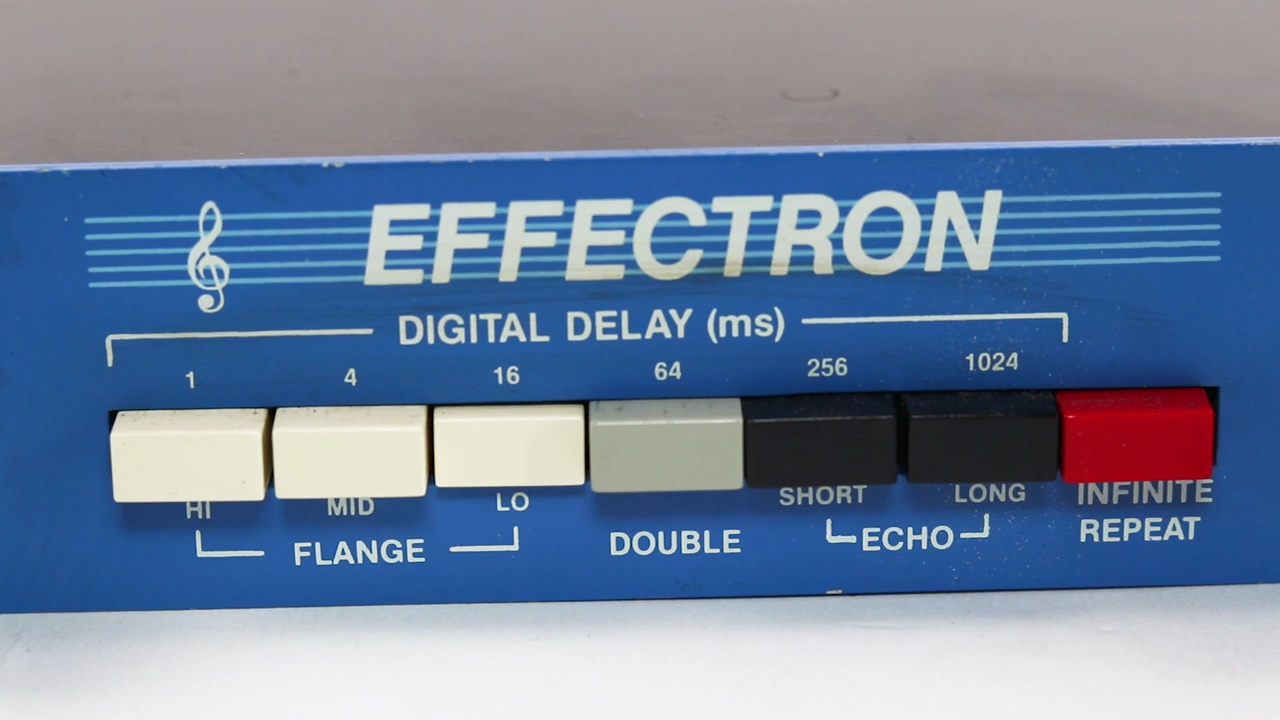 EFFECTRON
DIGITAL DELAY (ms)
1 4 16 64 256 1024
HI MID LO SHORT LONG INFINITE
FLANGE DOUBLE ECHO REPEAT